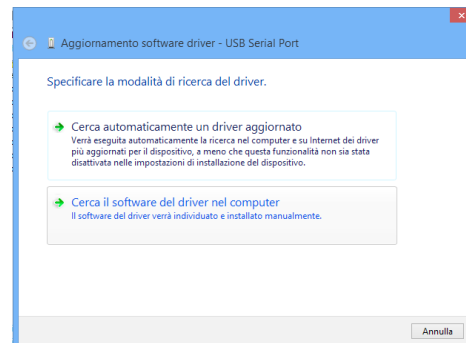 Aggiornamento software driver - USB Serial Port
Specificare la modalità di ricerca del driver.
Cerca automaticamente un driver aggiornato
Verrà eseguita automaticamente la ricerca nel computer e su Internet dei driver
più aggiornati per il dispositivo, a meno che questa funzionalità non sia stata
disattivata nelle impostazioni di installazione del dispositivo.
Cerca il software del driver nel computer
Il software del driver verrà individuato e installato manualmente.
Annulla